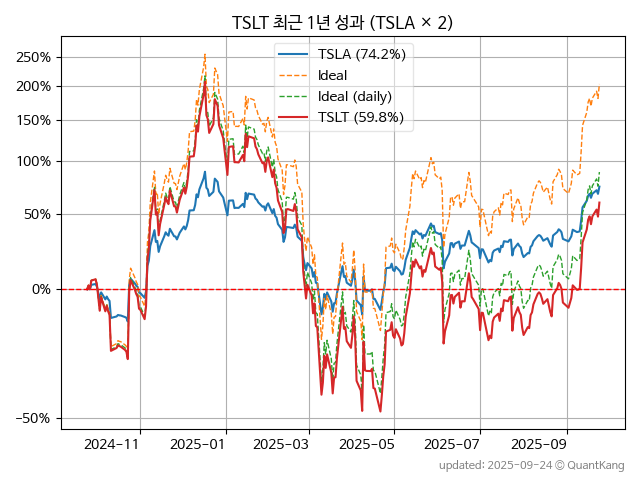 TSLT 최근 1년 성과 (TSLA × 2)
TSLA (74.2%)
Ideal
Ideal (daily)
TSLT (59.8%)
250%
200%
150%
100%
50%
0%
−50%
2024−11 2025−01 2025−03 2025−05 2025−07 2025−09
updated: 2025−09−24 © QuantKang